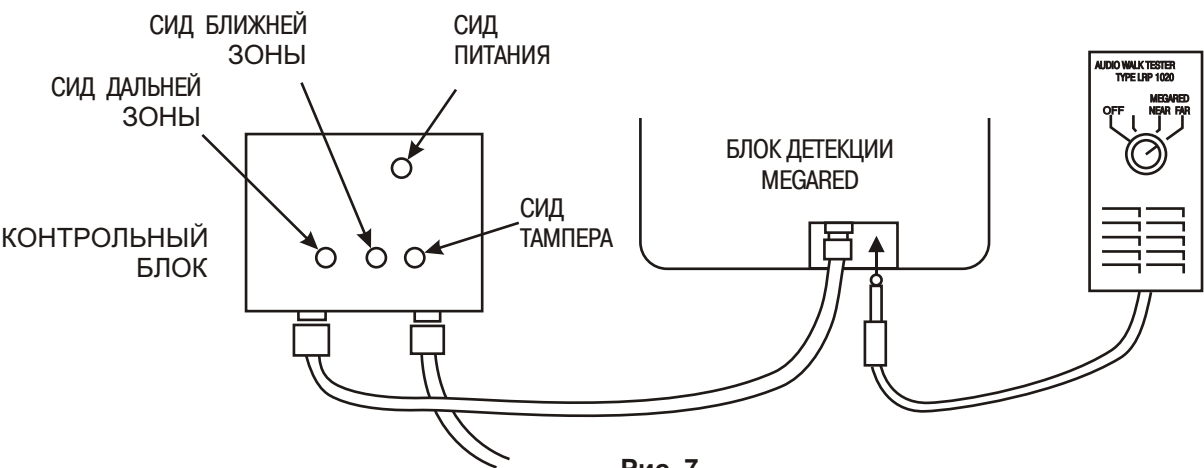 СИД БЛИЖНЕЙ
ЗОНЫ
СИД
ПИТАНИЯ
СИД ДАЛЬНЕЙ
ЗОНЫ
КОНТРОЛЬНЫЙ
БЛОК
СИД
ТАМПЕРА
БЛОК ДЕТЕКЦИИ
MEGARED
AUDIO WALK TESTER
TYPE LRP 1020
MEGARED
OFF NEAR FAR
Рис. 7